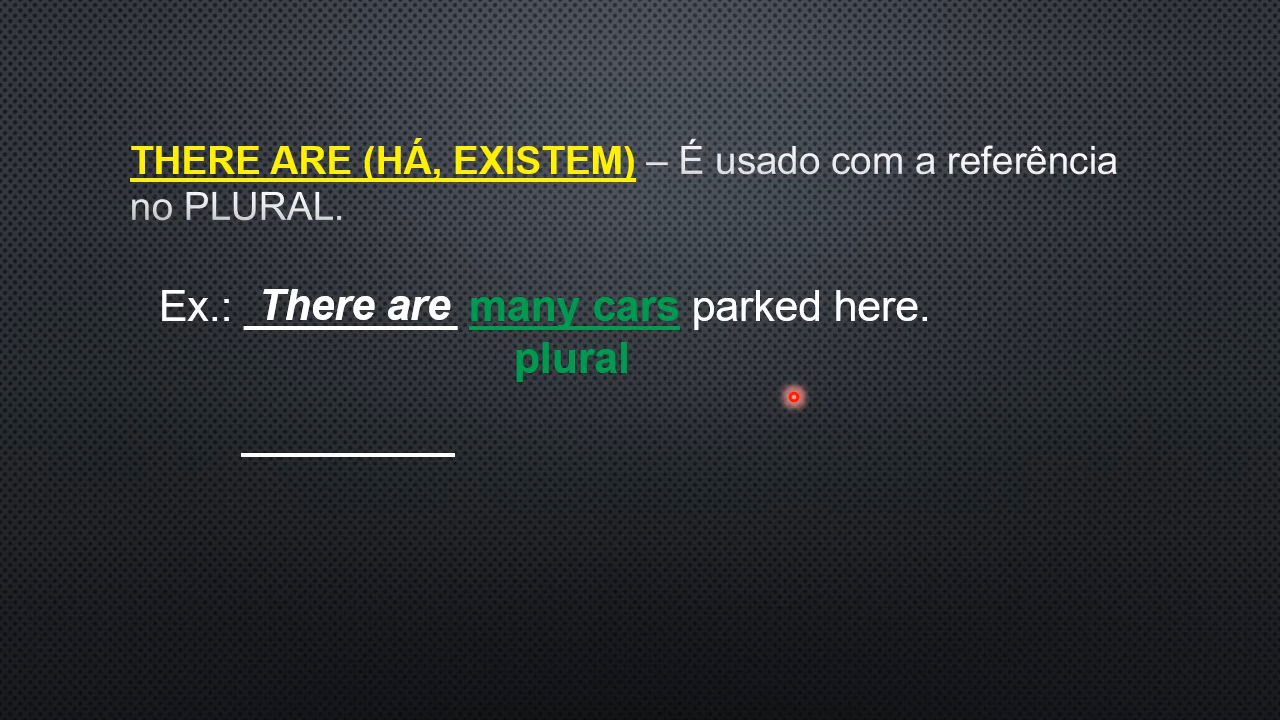 THERE ARE (HÁ, EXISTEM) – É usado com a referência
no PLURAL.
Ex.: There are many cars parked here.
plural